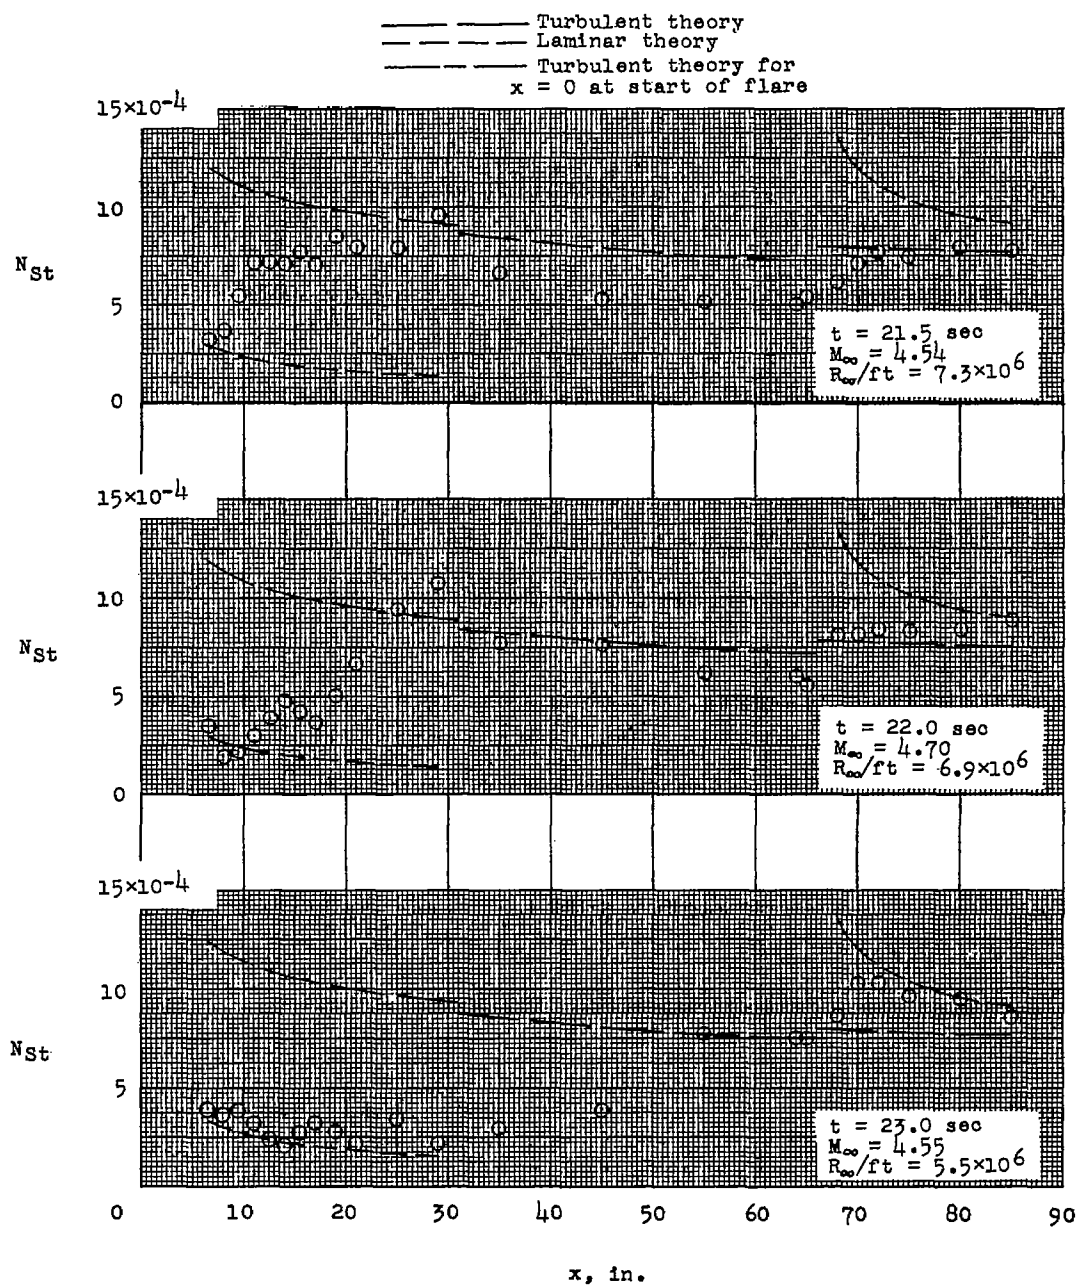 Turbulent theory
Laminar theory
Turbulent theory for
x = 0 at start of flare
15×10⁻⁴
10
N_St
5
0
t = 21.5 sec
M∞ = 4.54
R∞/ft = 7.3×10⁶
15×10⁻⁴
10
N_St
5
0
t = 22.0 sec
M∞ = 4.70
R∞/ft = 6.9×10⁶
15×10⁻⁴
10
N_St
5
t = 23.0 sec
M∞ = 4.55
R∞/ft = 5.5×10⁶
0 10 20 30 40 50 60 70 80 90
x, in.